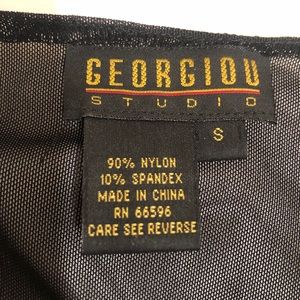 GEORGIOU
STUDIO
S
90% NYLON
10% SPANDEX
MADE IN CHINA
RN 66596
CARE SEE REVERSE